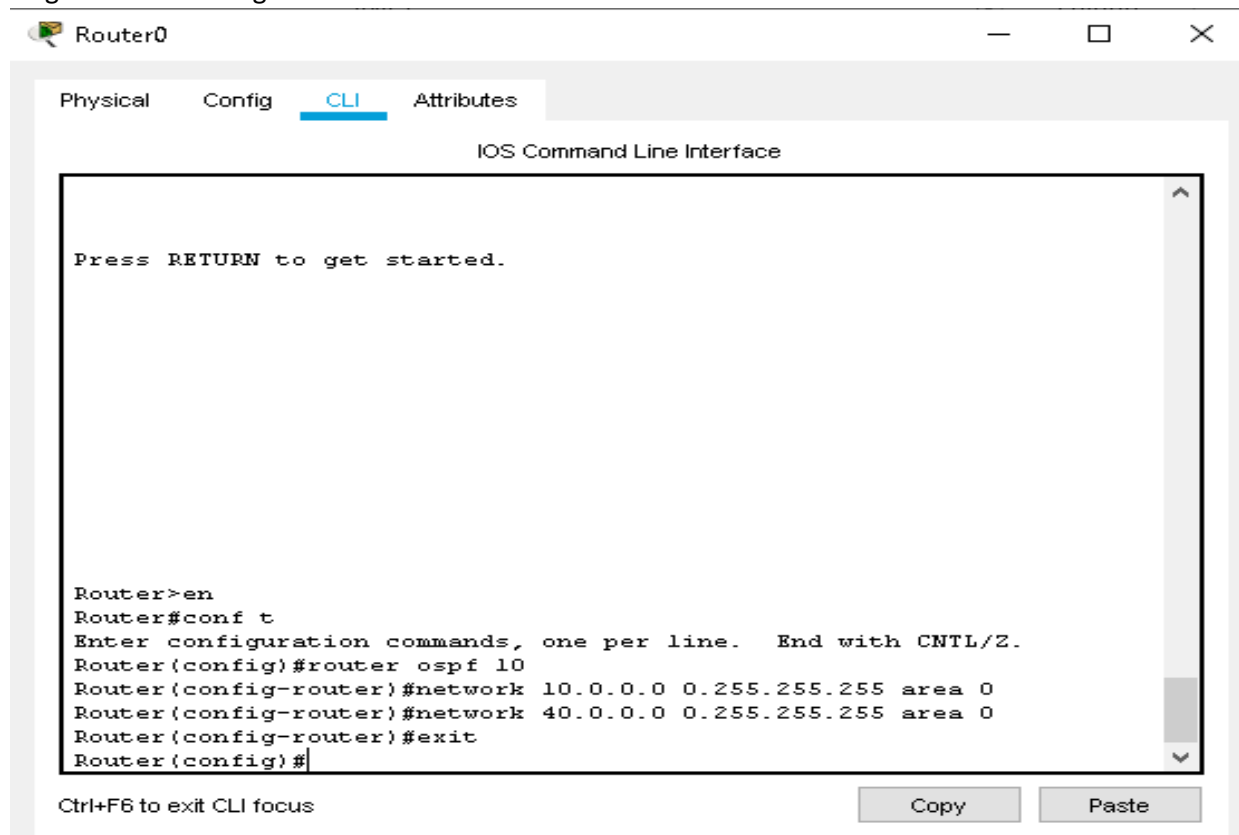 Router0
Physical Config CLI Attributes
IOS Command Line Interface
Press RETURN to get started.
Router>en
Router#conf t
Enter configuration commands, one per line. End with CNTL/Z.
Router(config)#router ospf 10
Router(config-router)#network 10.0.0.0 0.255.255.255 area 0
Router(config-router)#network 40.0.0.0 0.255.255.255 area 0
Router(config-router)#exit
Router(config)#
Ctrl+F6 to exit CLI focus
Copy Paste